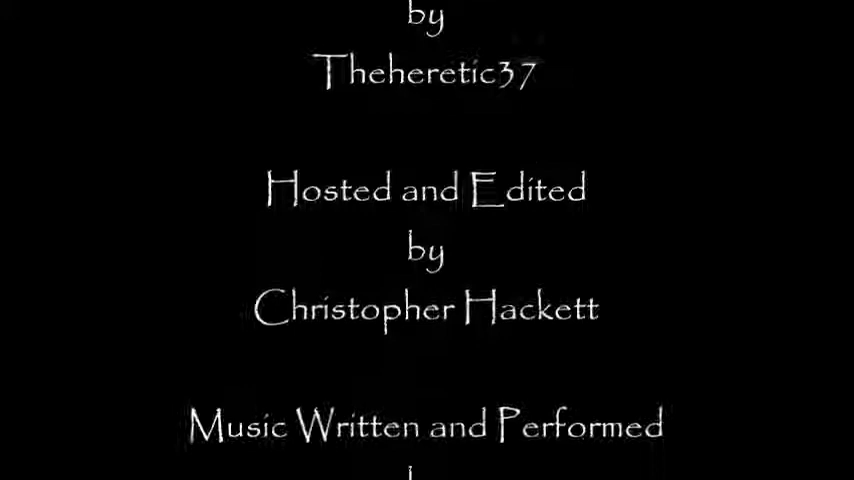 by
Theheretic37
Hosted and Edited
by
Christopher Hackett
Music Written and Performed